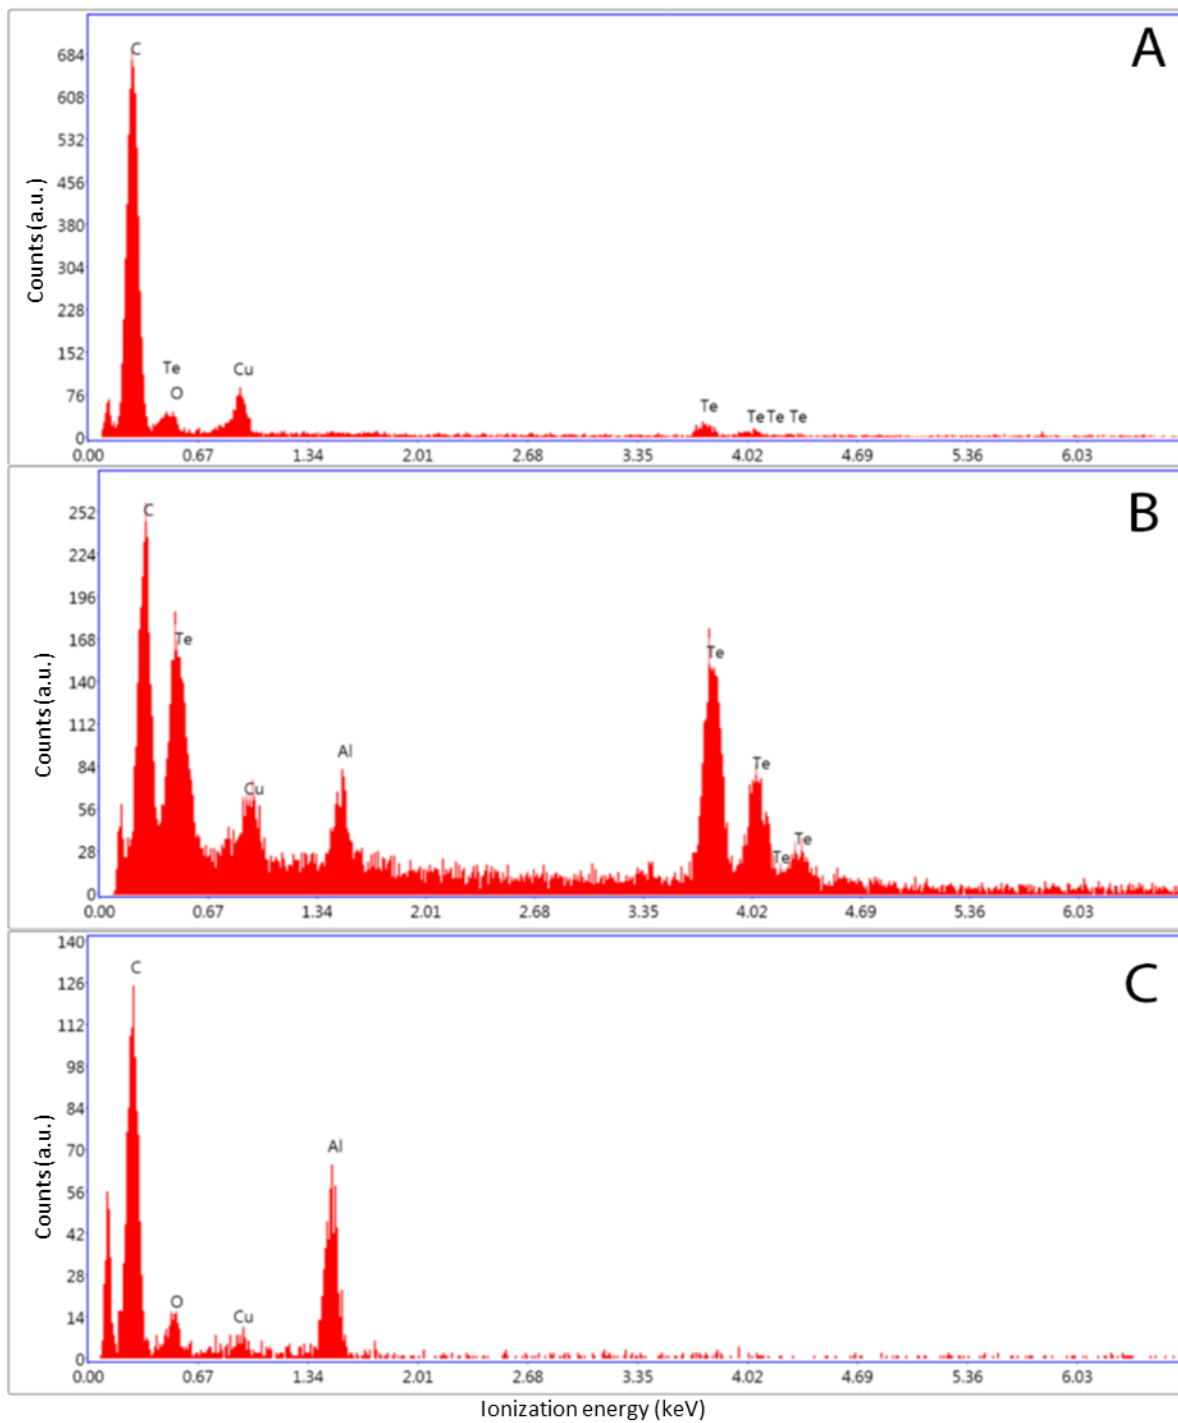 A
684
608
532
456
380
304
228
152
76
0
Counts (a.u.)
C
Te
O
Cu
Te
Te Te Te
0.00 0.67 1.34 2.01 2.68 3.35 4.02 4.69 5.36 6.03
B
252
224
196
168
140
112
84
56
28
0
Counts (a.u.)
C
Te
Cu
Al
Te
Te
Te
Te
0.00 0.67 1.34 2.01 2.68 3.35 4.02 4.69 5.36 6.03
C
140
126
112
98
84
70
56
42
28
14
0
Counts (a.u.)
C
O
Cu
Al
0.00 0.67 1.34 2.01 2.68 3.35 4.02 4.69 5.36 6.03
Ionization energy (keV)